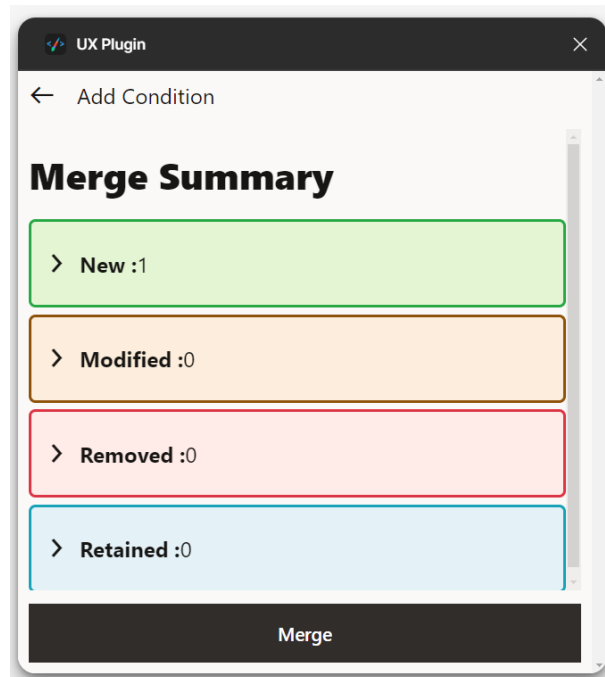 UX Plugin
Add Condition
Merge Summary
New :1
Modified :0
Removed :0
Retained :0
Merge